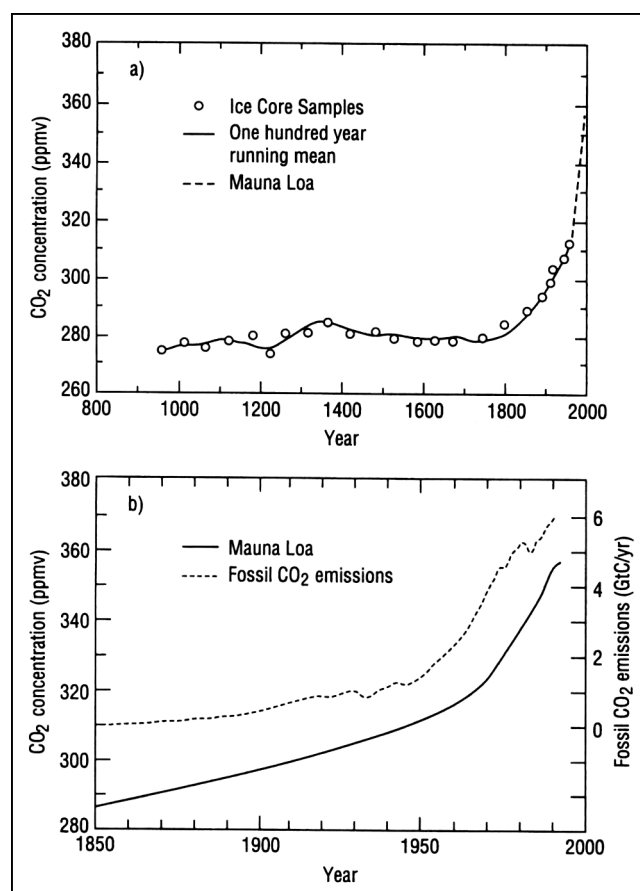 380
360
340
320
300
280
260
CO₂ concentration (ppmv)
a)
Ice Core Samples
One hundred year
running mean
Mauna Loa
800 1000 1200 1400 1600 1800 2000
Year
380
360
340
320
300
280
CO₂ concentration (ppmv)
b)
Mauna Loa
Fossil CO₂ emissions
6
4
2
0
Fossil CO₂ emissions (GtC/yr)
1850 1900 1950 2000
Year